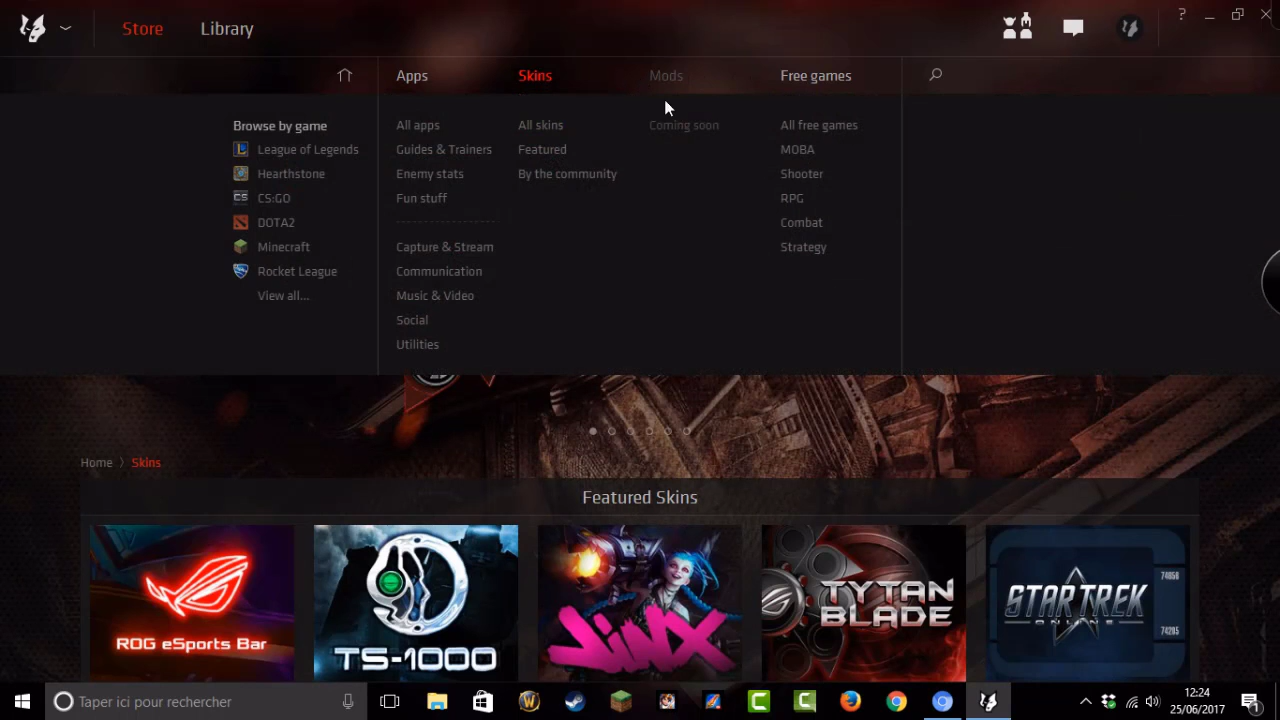 Store Library
?
Apps Skins Mods Free games
Browse by game
League of Legends
Hearthstone
CS CS:GO
DOTA2
Minecraft
Rocket League
View all...
All apps
Guides & Trainers
Enemy stats
Fun stuff
Capture & Stream
Communication
Music & Video
Social
Utilities
All skins
Featured
By the community
Coming soon
All free games
MOBA
Shooter
RPG
Combat
Strategy
Home > Skins
Featured Skins
ROG eSports Bar
TS-1000
JINX
TYTAN
BLADE
STAR TREK
ONLINE
74656
74205
Taper ici pour rechercher
12:24
25/06/2017
1